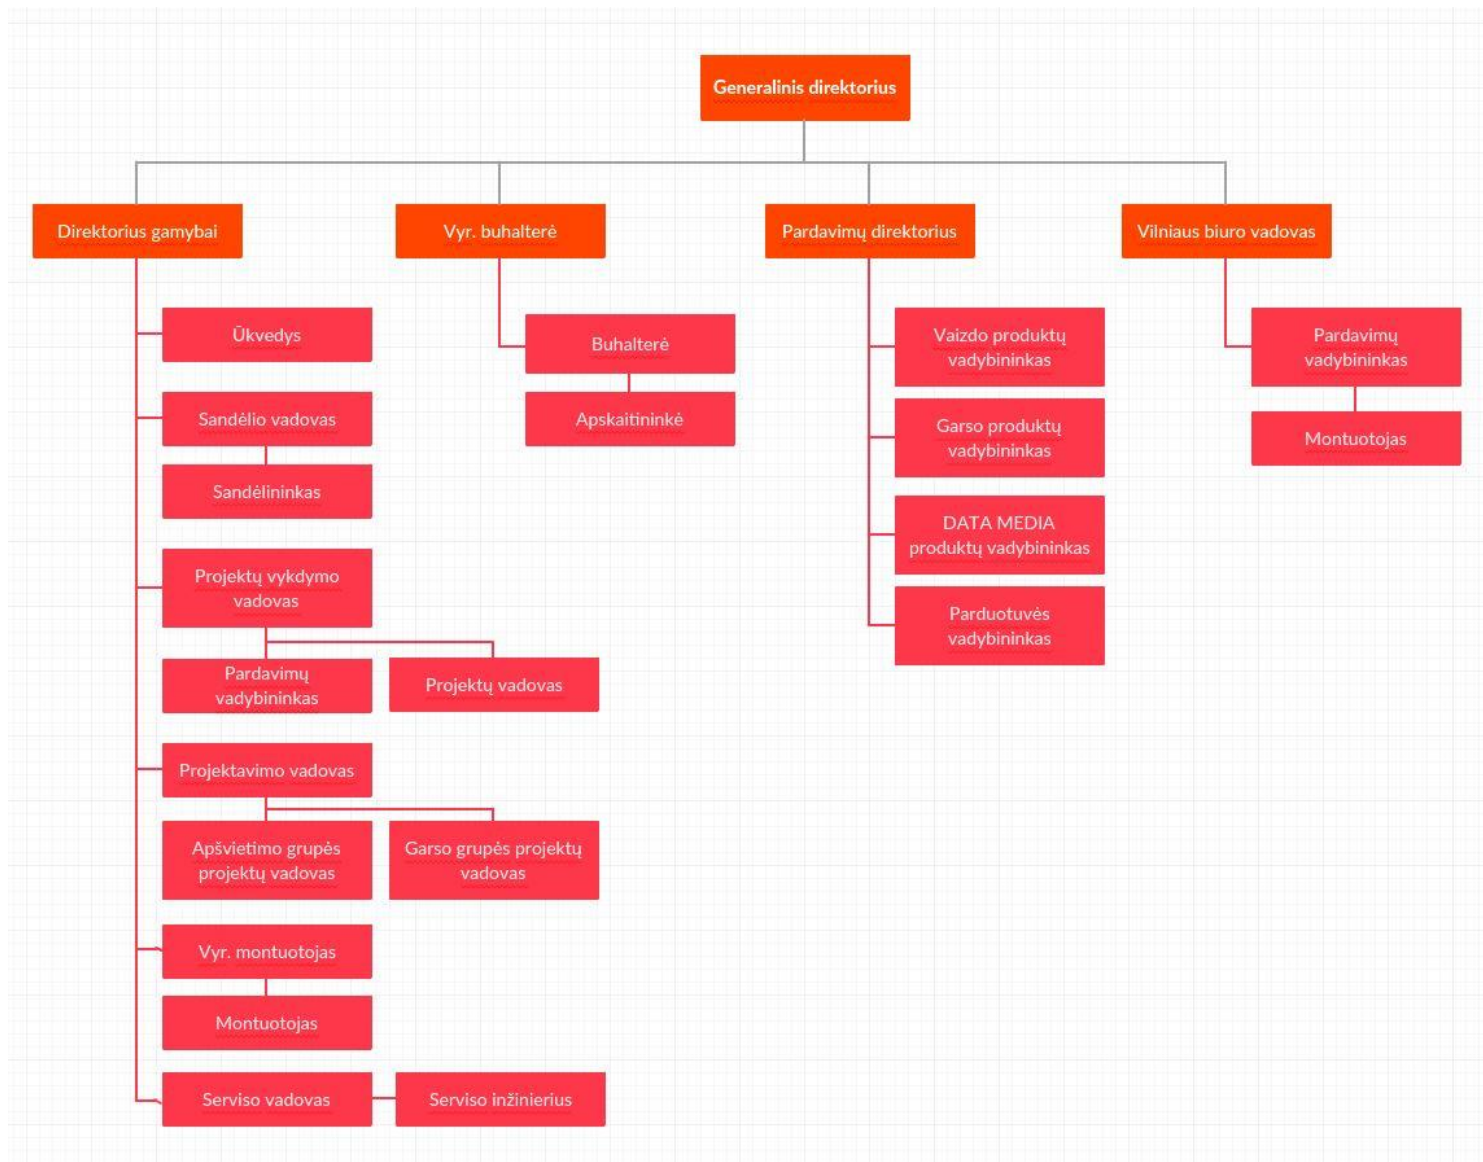 Generalinis direktorius
Direktorius gamybai
Vyr. buhalterė
Pardavimų direktorius
Vilniaus biuro vadovas
Ūkvedys
Sandėlio vadovas
Sandėlininkas
Projektų vykdymo
vadovas
Pardavimų
vadybininkas
Projektų vadovas
Projektavimo vadovas
Apšvietimo grupės
projektų vadovas
Garso grupės projektų
vadovas
Vyr. montuotojas
Montuotojas
Serviso vadovas
Serviso inžinierius
Buhalterė
Apskaitininkė
Vaizdo produktų
vadybininkas
Garso produktų
vadybininkas
DATA MEDIA
produktų vadybininkas
Parduotuvės
vadybininkas
Pardavimų
vadybininkas
Montuotojas